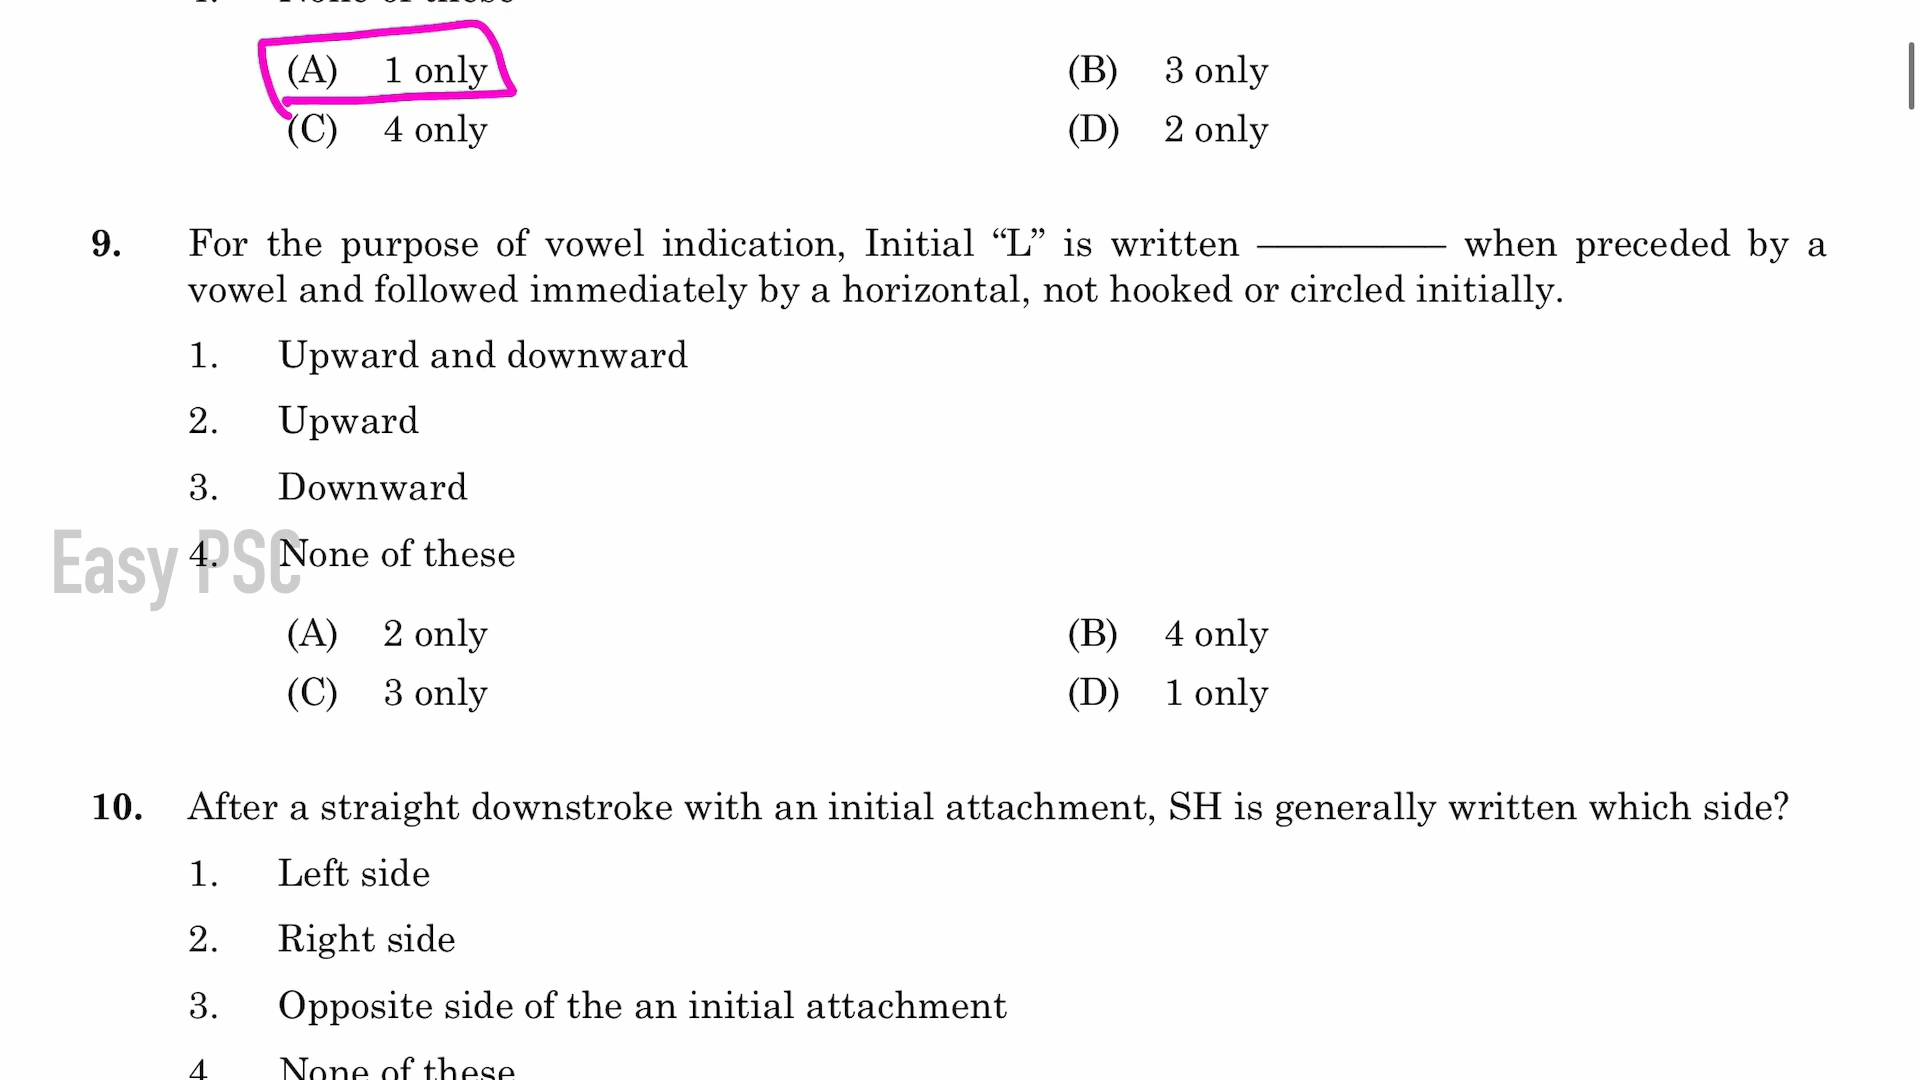 4. None of these
(A) 1 only (B) 3 only
(C) 4 only (D) 2 only
9. For the purpose of vowel indication, Initial “L” is written ———— when preceded by a
vowel and followed immediately by a horizontal, not hooked or circled initially.
1. Upward and downward
2. Upward
3. Downward
4. None of these
Easy PSC
(A) 2 only (B) 4 only
(C) 3 only (D) 1 only
10. After a straight downstroke with an initial attachment, SH is generally written which side?
1. Left side
2. Right side
3. Opposite side of the an initial attachment
4. None of these